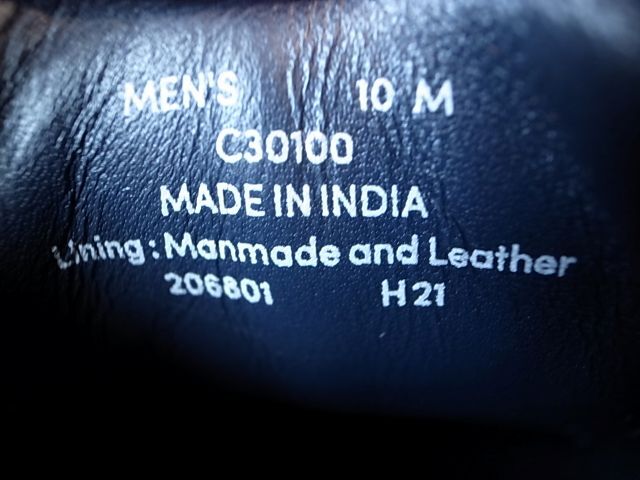 MEN'S 10 M
C30100
MADE IN INDIA
Lining: Manmade and Leather
206801 H21